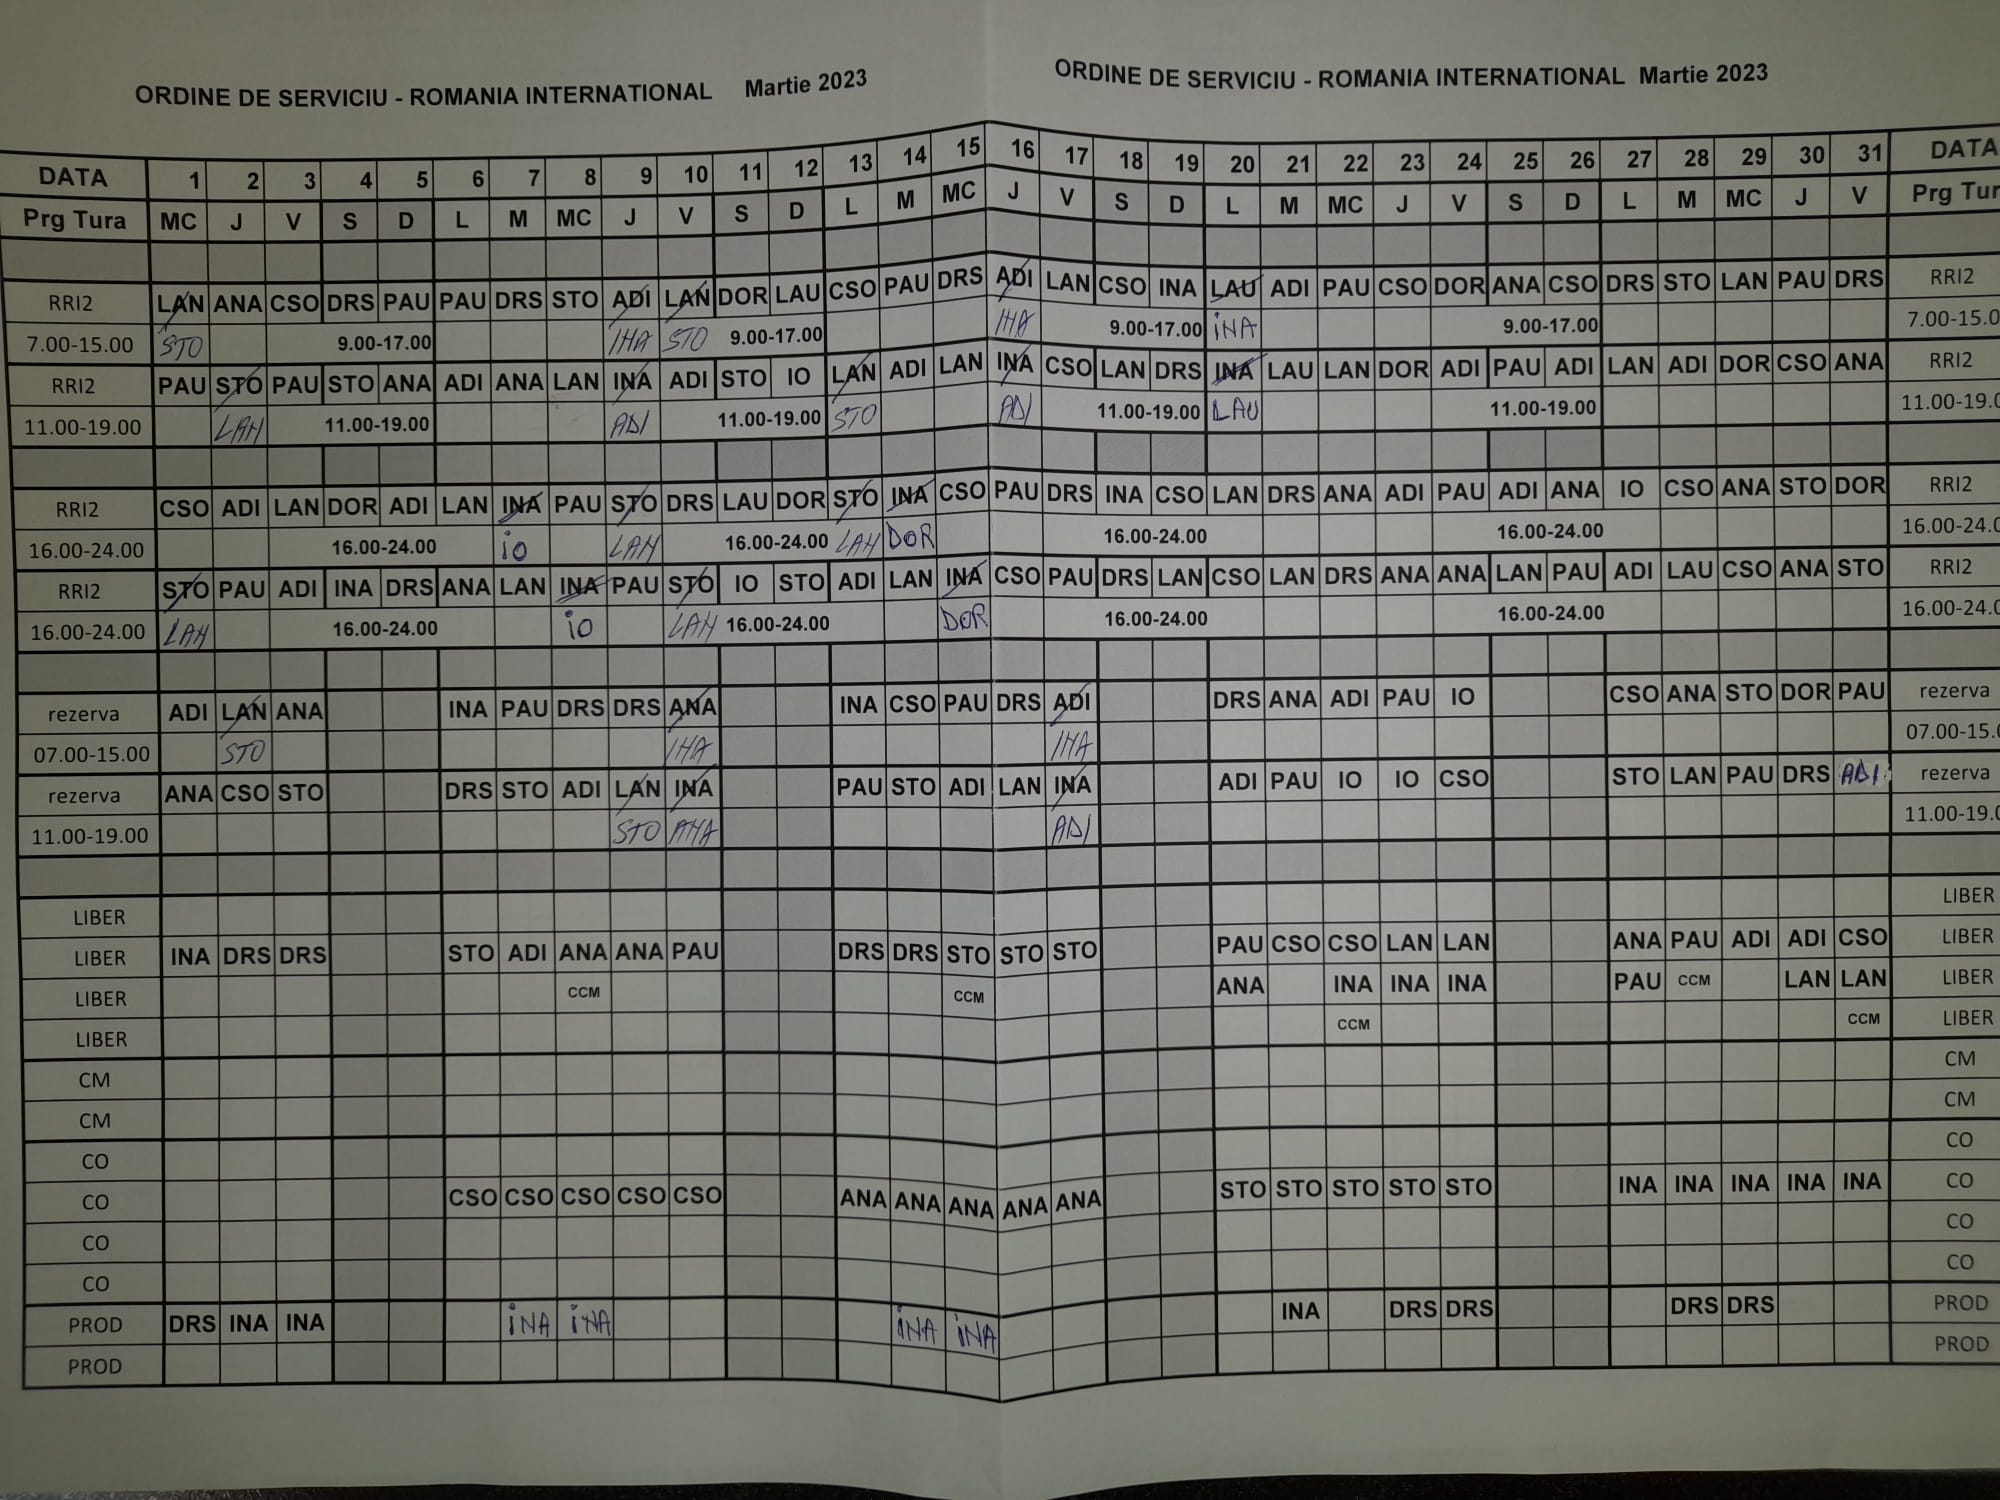 ORDINE DE SERVICIU - ROMANIA INTERNATIONAL Martie 2023 ORDINE DE SERVICIU - ROMANIA INTERNATIONAL Martie 2023
DATA 1 2 3 4 5 6 7 8 9 10 11 12 13 14 15 16 17 18 19 20 21 22 23 24 25 26 27 28 29 30 31 DATA
Prg Tura MC J V S D L M MC J V S D L M MC J V S D L M MC J V S D L M MC J V Prg Tur
RRI2 LAN ANA CSO DRS PAU PAU DRS STO ADI LAN DOR LAU CSO PAU DRS ADI LAN CSO INA LAU ADI PAU CSO DOR ANA CSO DRS STO LAN PAU DRS RRI2
7.00-15.00 STO 9.00-17.00 INA STO 9.00-17.00 INA 9.00-17.00 INA 9.00-17.00 7.00-15.0
RRI2 PAU STO PAU STO ANA ADI ANA LAN INA ADI STO IO LAN ADI LAN INA CSO LAN DRS INA LAU LAN DOR ADI PAU ADI LAN ADI DOR CSO ANA RRI2
11.00-19.00 LAN 11.00-19.00 ADI 11.00-19.00 STO ADI 11.00-19.00 LAU 11.00-19.00 11.00-19.0
RRI2 CSO ADI LAN DOR ADI LAN INA PAU STO DRS LAU DOR STO INA CSO PAU DRS INA CSO LAN DRS ANA ADI PAU ADI ANA IO CSO ANA STO DOR RRI2
16.00-24.00 16.00-24.00 io LAN 16.00-24.00 LAN DOR 16.00-24.00 16.00-24.00 16.00-24.0
RRI2 STO PAU ADI INA DRS ANA LAN INA PAU STO IO STO ADI LAN INA CSO PAU DRS LAN CSO LAN DRS ANA ANA LAN PAU ADI LAU CSO ANA STO RRI2
16.00-24.00 LAN 16.00-24.00 io LAN 16.00-24.00 DOR 16.00-24.00 16.00-24.00 16.00-24.0
rezerva ADI LAN ANA INA PAU DRS DRS ANA INA CSO PAU DRS ADI DRS ANA ADI PAU IO CSO ANA STO DOR PAU rezerva
07.00-15.00 STO INA INA 07.00-15.0
rezerva ANA CSO STO DRS STO ADI LAN INA PAU STO ADI LAN INA ADI PAU IO IO CSO STO LAN PAU DRS ADI rezerva
11.00-19.00 STO ANA ADI 11.00-19.0
LIBER LIBER
LIBER INA DRS DRS STO ADI ANA ANA PAU DRS DRS STO STO STO PAU CSO CSO LAN LAN ANA PAU ADI ADI CSO LIBER
LIBER CCM CCM ANA INA INA INA PAU CCM LAN LAN LIBER
LIBER CCM CCM LIBER
CM CM
CM CM
CO CO
CO CSO CSO CSO CSO CSO ANA ANA ANA ANA ANA STO STO STO STO STO INA INA INA INA INA CO
CO CO
CO CO
PROD DRS INA INA iNA iNA iNA iNA INA DRS DRS DRS DRS PROD
PROD PROD